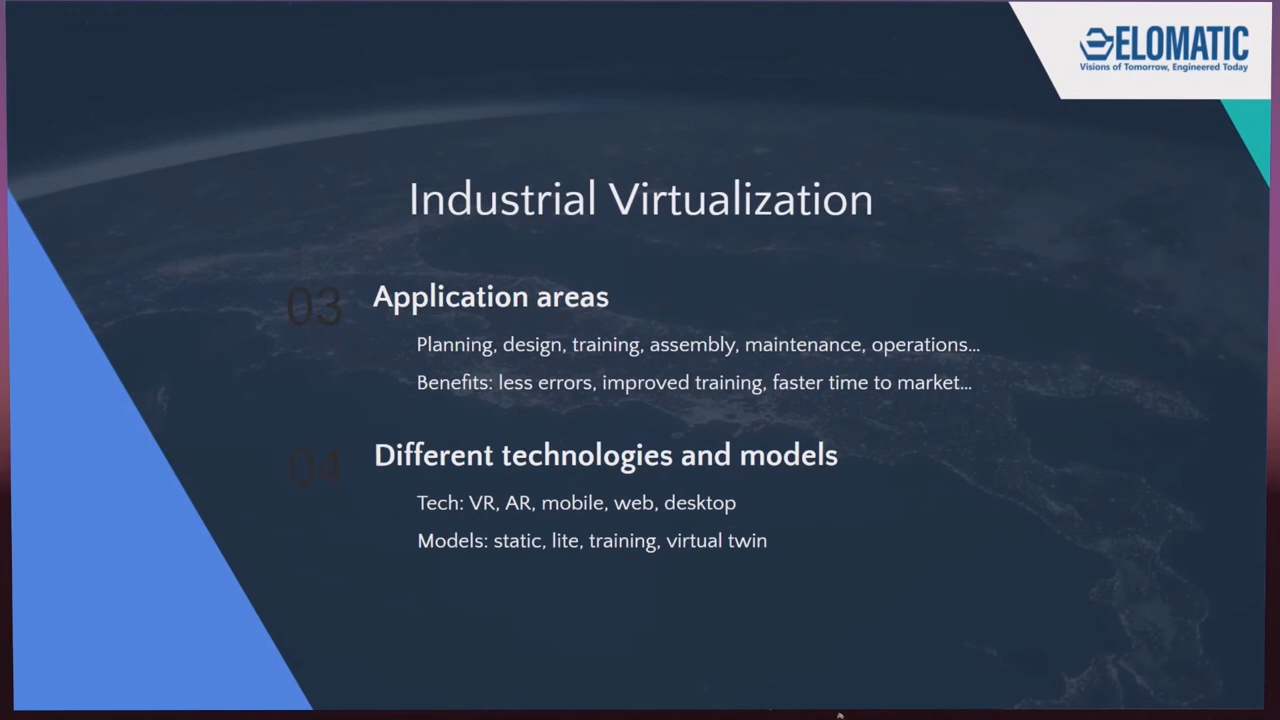 ELOMATIC
Visions of Tomorrow, Engineered Today
Industrial Virtualization
03 Application areas
Planning, design, training, assembly, maintenance, operations...
Benefits: less errors, improved training, faster time to market...
04 Different technologies and models
Tech: VR, AR, mobile, web, desktop
Models: static, lite, training, virtual twin